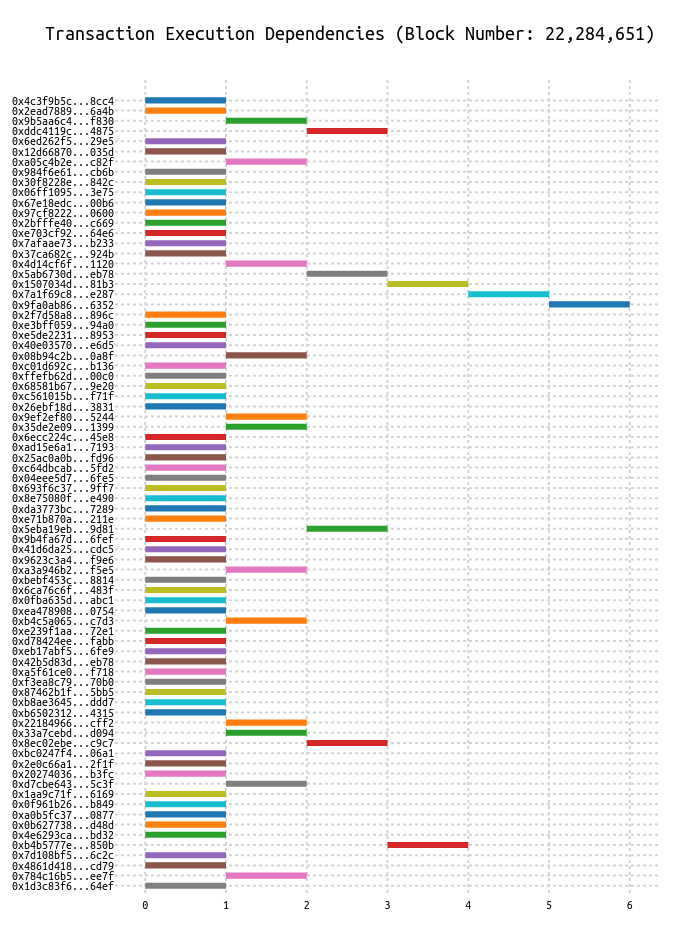 Transaction Execution Dependencies (Block Number: 22,284,651)
0x4c3f9b5c...8cc4
0x2ead7889...6a4b
0x9b5aa6c4...f830
0xddc4119c...4875
0x6ed262f5...29e5
0x12d66870...035d
0xa05c4b2e...c82f
0x984f6e61...cb6b
0x30f8228e...842c
0x06ff1095...3e75
0x67e18edc...00b6
0x97cf8222...0600
0x2bfffe40...c669
0xe703cf92...64e6
0x7afaae73...b233
0x37ca682c...924b
0x4d14cf6f...1120
0x5ab6730d...eb78
0x1507034d...81b3
0x7a1f69c8...e287
0x9fa0ab86...6352
0x2f7d58a8...896c
0xe3bff059...94a0
0xe5de2231...8953
0x40e03570...e6d5
0x08b94c2b...0a8f
0xc01d692c...b136
0xffefb62d...00c0
0x68581b67...9e20
0xc561015b...f71f
0x26ebf18d...3831
0x9ef2ef80...5244
0x35de2e09...1399
0x6ecc224c...45e8
0xad15e6a1...7193
0x25ac0a0b...fd96
0xc64dbcab...5fd2
0x04eee5d7...6fe5
0x693f6c37...9ff7
0x8e75080f...e490
0xda3773bc...7289
0xe71b870a...211e
0x5eba19eb...9d81
0x9b4fa67d...6fef
0x41d6da25...cdc5
0x9623c3a4...f9e6
0xa3a946b2...f5e5
0xbebf453c...8814
0x6ca76c6f...483f
0x0fba635d...abc1
0xea478908...0754
0xb4c5a065...c7d3
0xe239f1aa...72e1
0xd78424ee...fabb
0xeb17abf5...6fe9
0x42b5d83d...eb78
0xa5f61ce0...f718
0xf3ea8c79...70b0
0x87462b1f...5bb5
0xb8ae3645...ddd7
0xb6502312...4315
0x22184966...cff2
0x33a7cebd...d094
0x8ec02ebe...c9c7
0xbc0247f4...06a1
0x2e0c66a1...2f1f
0x20274036...b3fc
0xd7cbe643...5c3f
0x1aa9c71f...6169
0x0f961b26...b849
0xa0b5fc37...0877
0x0b627738...d48d
0x4e6293ca...bd32
0xb4b5777e...850b
0x7d108bf5...6c2c
0x4861d418...cd79
0x784c16b5...ee7f
0x1d3c83f6...64ef
0 1 2 3 4 5 6